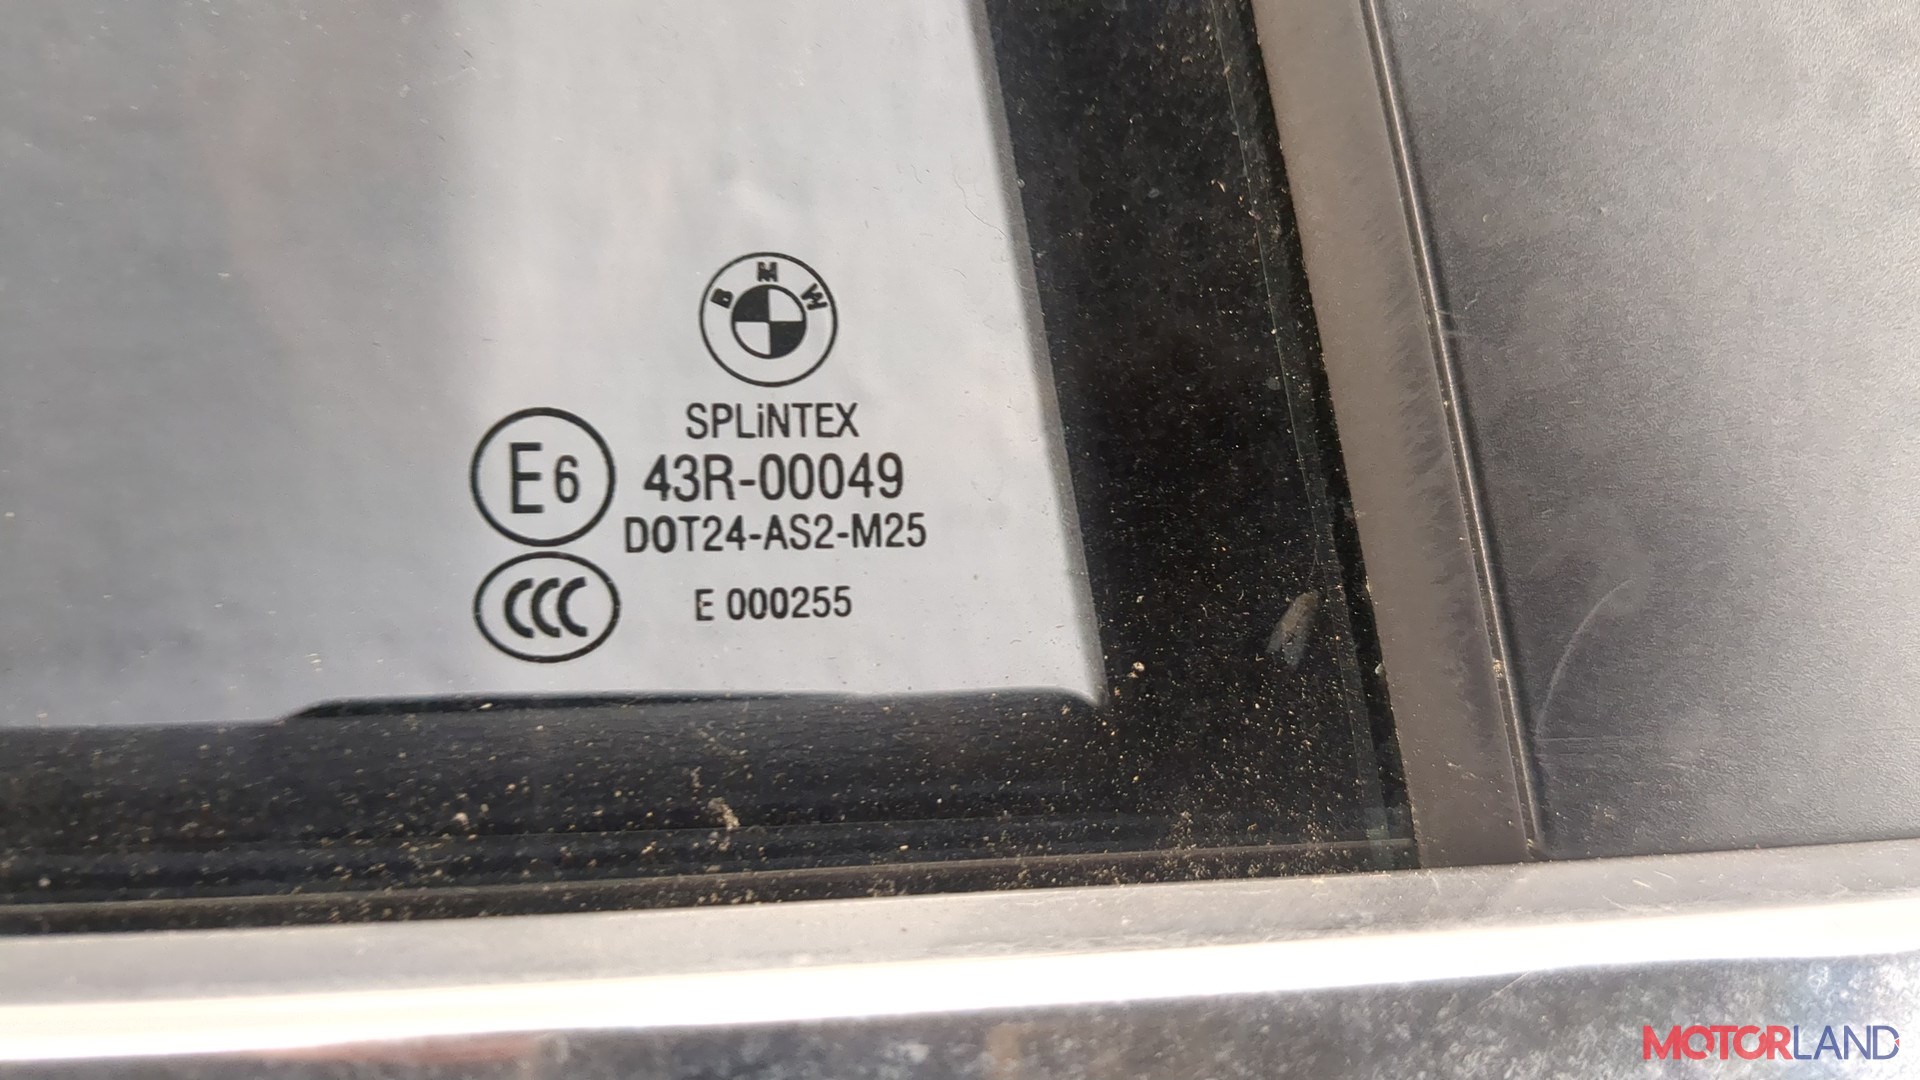 BMW
SPLiNTEX
E6 43R-00049
DOT24-AS2-M25
CCC E 000255
MOTORLAND